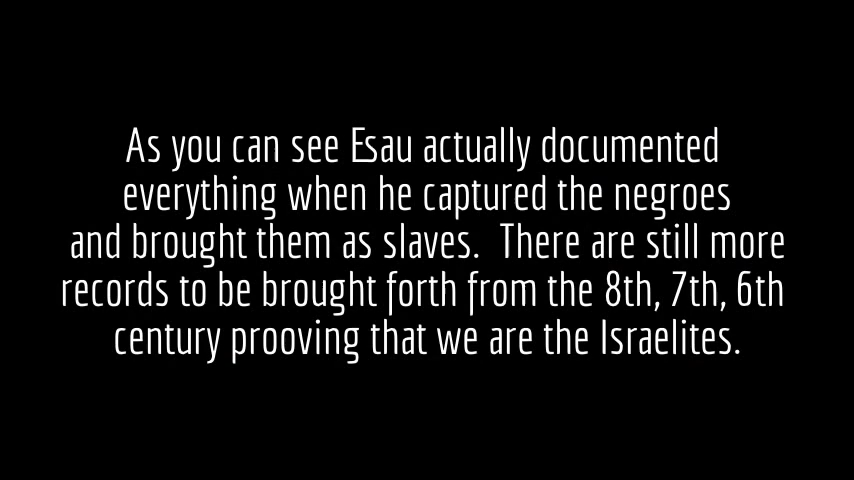 As you can see Esau actually documented
everything when he captured the negroes
and brought them as slaves.  There are still more
records to be brought forth from the 8th, 7th, 6th
century prooving that we are the Israelites.